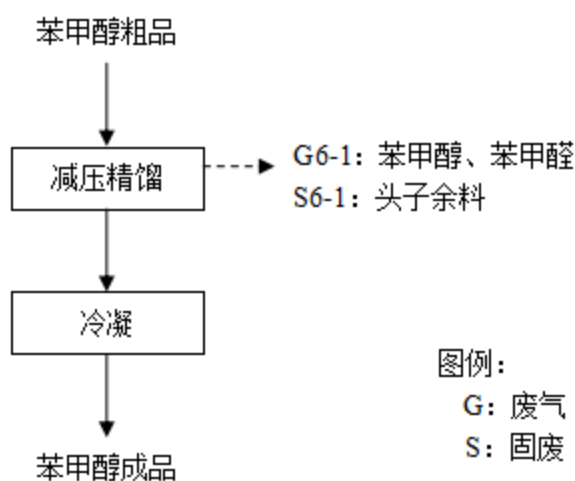 苯甲醇粗品
减压精馏
G6-1：苯甲醇、苯甲醛
S6-1：头子余料
冷凝
图例：
G：废气
S：固废
苯甲醇成品